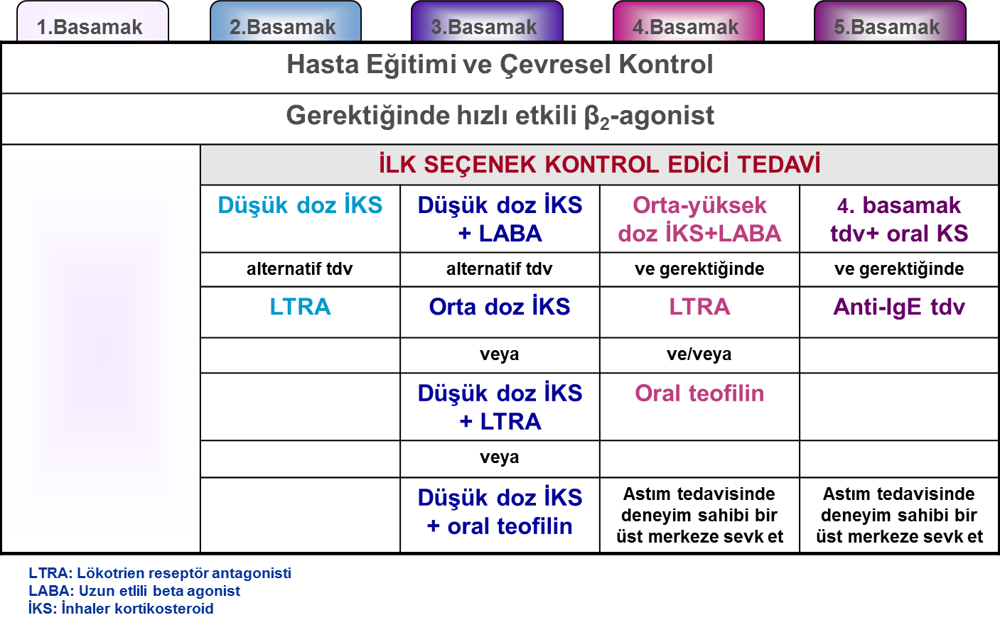 1.Basamak
2.Basamak
3.Basamak
4.Basamak
5.Basamak
Hasta Eğitimi ve Çevresel Kontrol
Gerektiğinde hızlı etkili β2-agonist
İLK SEÇENEK KONTROL EDİCİ TEDAVİ
Düşük doz İKS
Düşük doz İKS
+ LABA
Orta-yüksek
doz İKS+LABA
4. basamak
tdv+ oral KS
alternatif tdv
alternatif tdv
ve gerektiğinde
ve gerektiğinde
LTRA
Orta doz İKS
LTRA
Anti-IgE tdv
veya
ve/veya
Düşük doz İKS
+ LTRA
Oral teofilin
veya
Düşük doz İKS
+ oral teofilin
Astım tedavisinde
deneyim sahibi bir
üst merkeze sevk et
Astım tedavisinde
deneyim sahibi bir
üst merkeze sevk et
LTRA: Lökotrien reseptör antagonisti
LABA: Uzun etlili beta agonist
İKS: İnhaler kortikosteroid